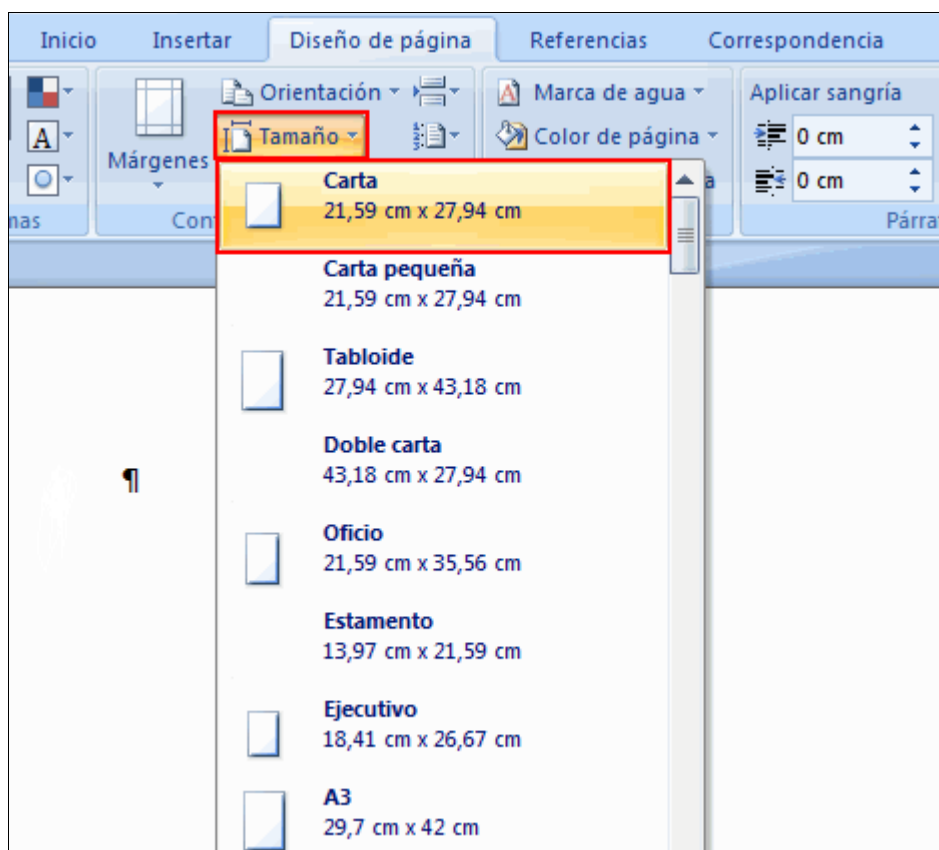 Inicio Insertar Diseño de página Referencias Correspondencia
Orientación Marca de agua Aplicar sangría
A Tamaño Color de página 0 cm
Márgenes 0 cm
Carta
21,59 cm x 27,94 cm
Carta pequeña
21,59 cm x 27,94 cm
Tabloide
27,94 cm x 43,18 cm
Doble carta
43,18 cm x 27,94 cm
¶
Oficio
21,59 cm x 35,56 cm
Estamento
13,97 cm x 21,59 cm
Ejecutivo
18,41 cm x 26,67 cm
A3
29,7 cm x 42 cm